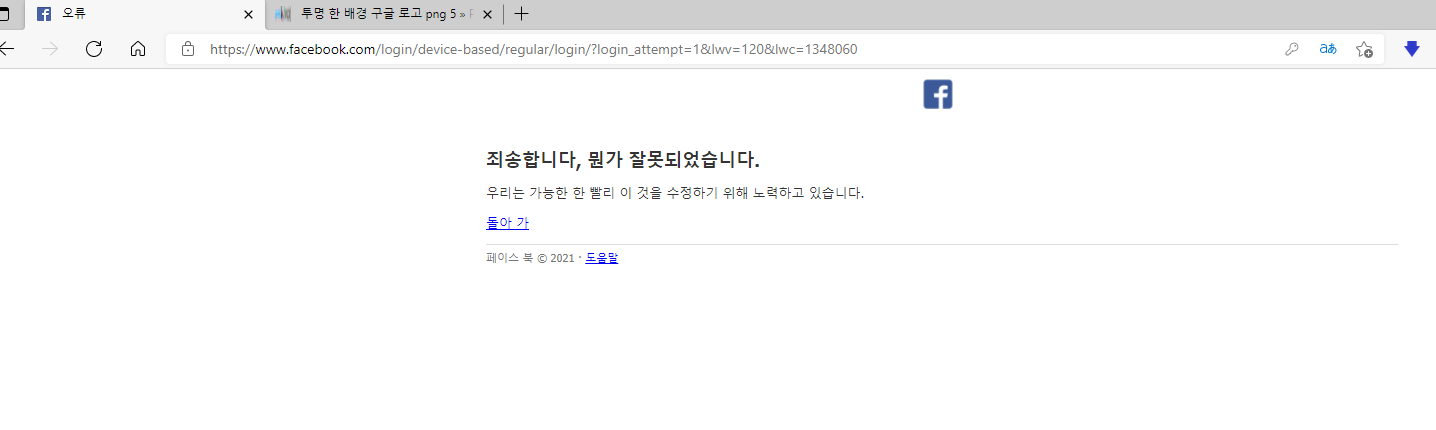 오류
투명 한 배경 구글 로고 png 5 »
https://www.facebook.com/login/device-based/regular/login/?login_attempt=1&lwv=120&lwc=1348060
죄송합니다, 뭔가 잘못되었습니다.
우리는 가능한 한 빨리 이 것을 수정하기 위해 노력하고 있습니다.
돌아 가
페이스 북 © 2021 · 도움말